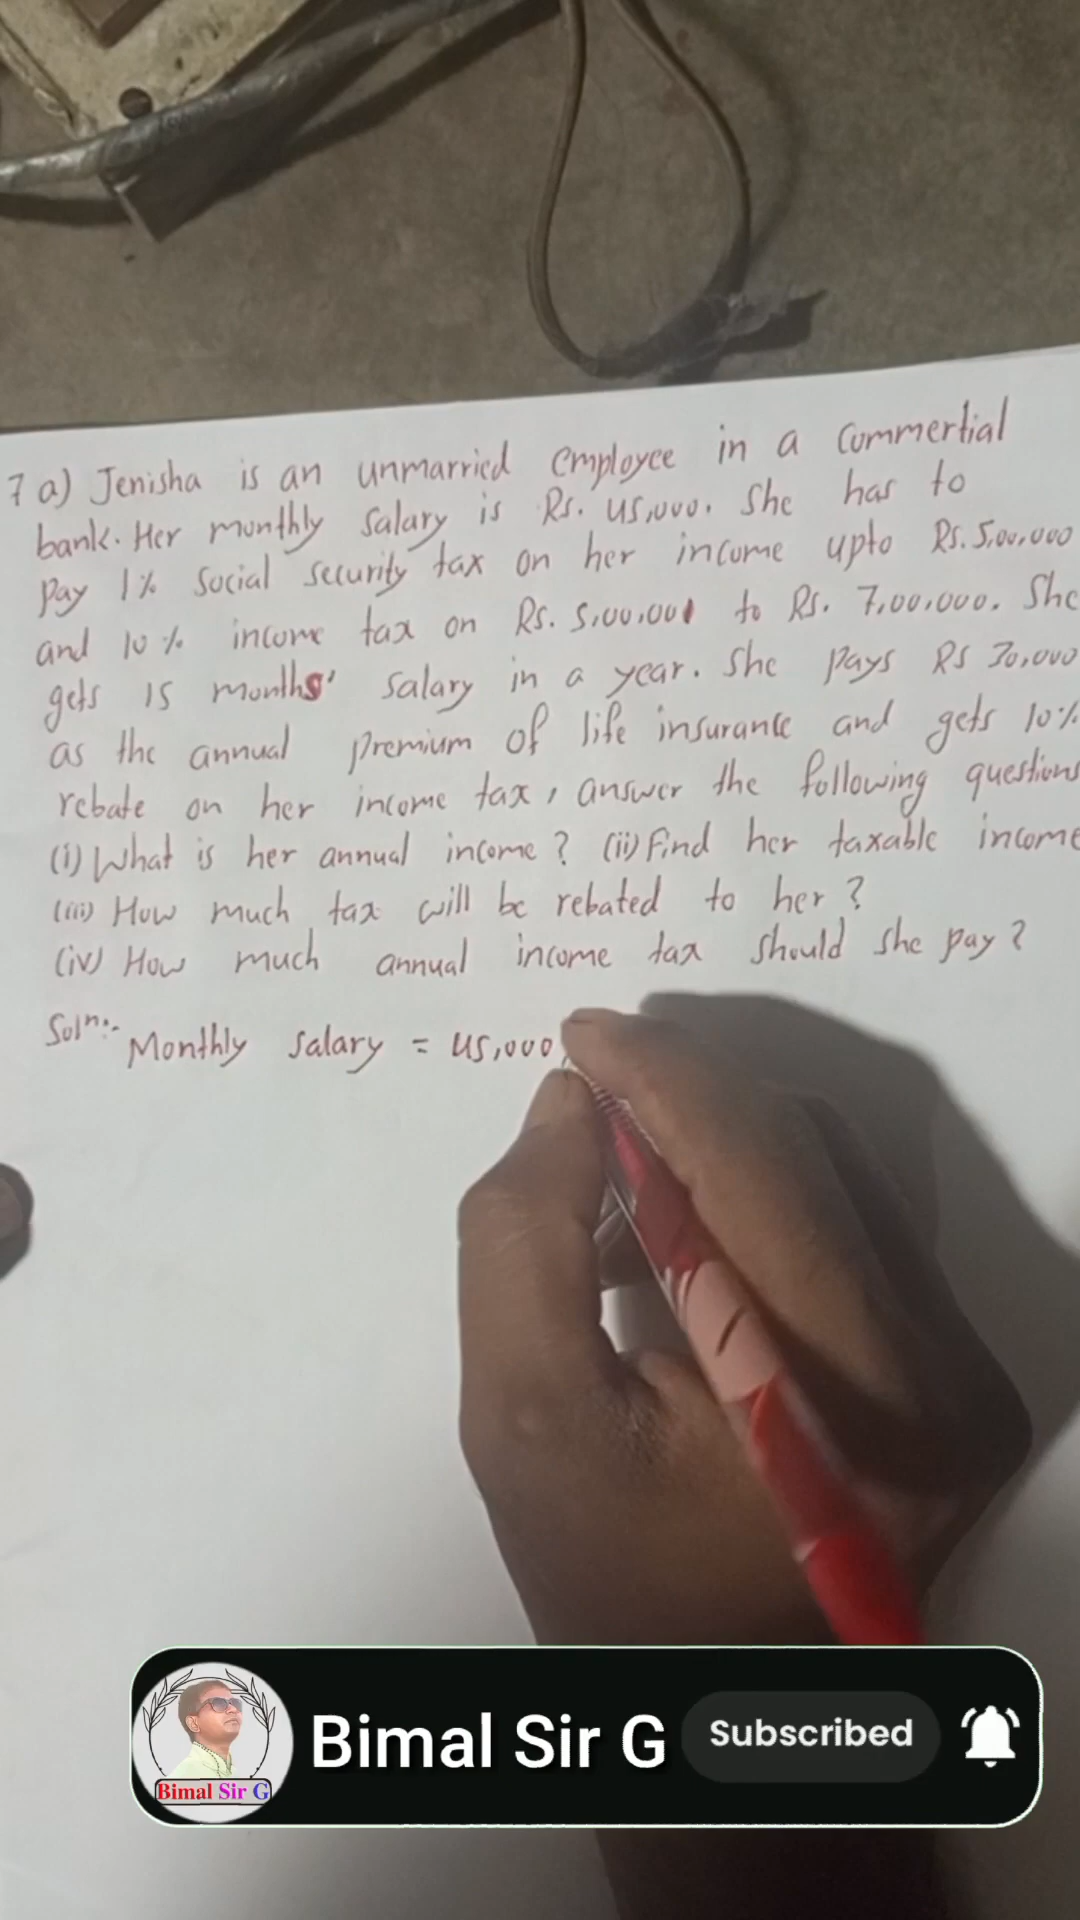 7 a) Jenisha is an unmarried employee in a commertial
bank. Her monthly salary is Rs. 45,000. She has to
pay 1% social security tax on her income upto Rs. 5,00,000
and 10% income tax on Rs. 5,00,001 to Rs. 7,00,000. She
gets 15 months' salary in a year. She pays Rs 30,000
as the annual premium of life insurance and gets 10%
rebate on her income tax, answer the following questions
(i) What is her annual income? (ii) Find her taxable income
(iii) How much tax will be rebated to her?
(iv) How much annual income tax should she pay?
Solⁿ:- Monthly salary = 45,000
Bimal Sir G
Bimal Sir G
Subscribed